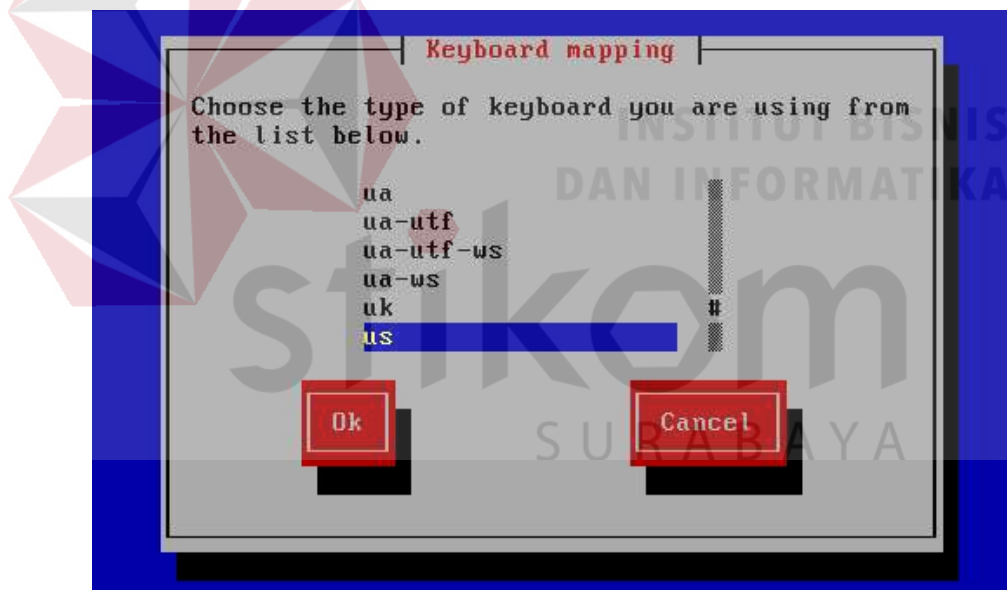 Keyboard mapping
Choose the type of keyboard you are using from
the list below.
ua
ua-utf
ua-utf-ws
ua-ws
uk #
us
Ok Cancel
INSTITUT BISNIS
DAN INFORMATIKA
stikom
SURABAYA